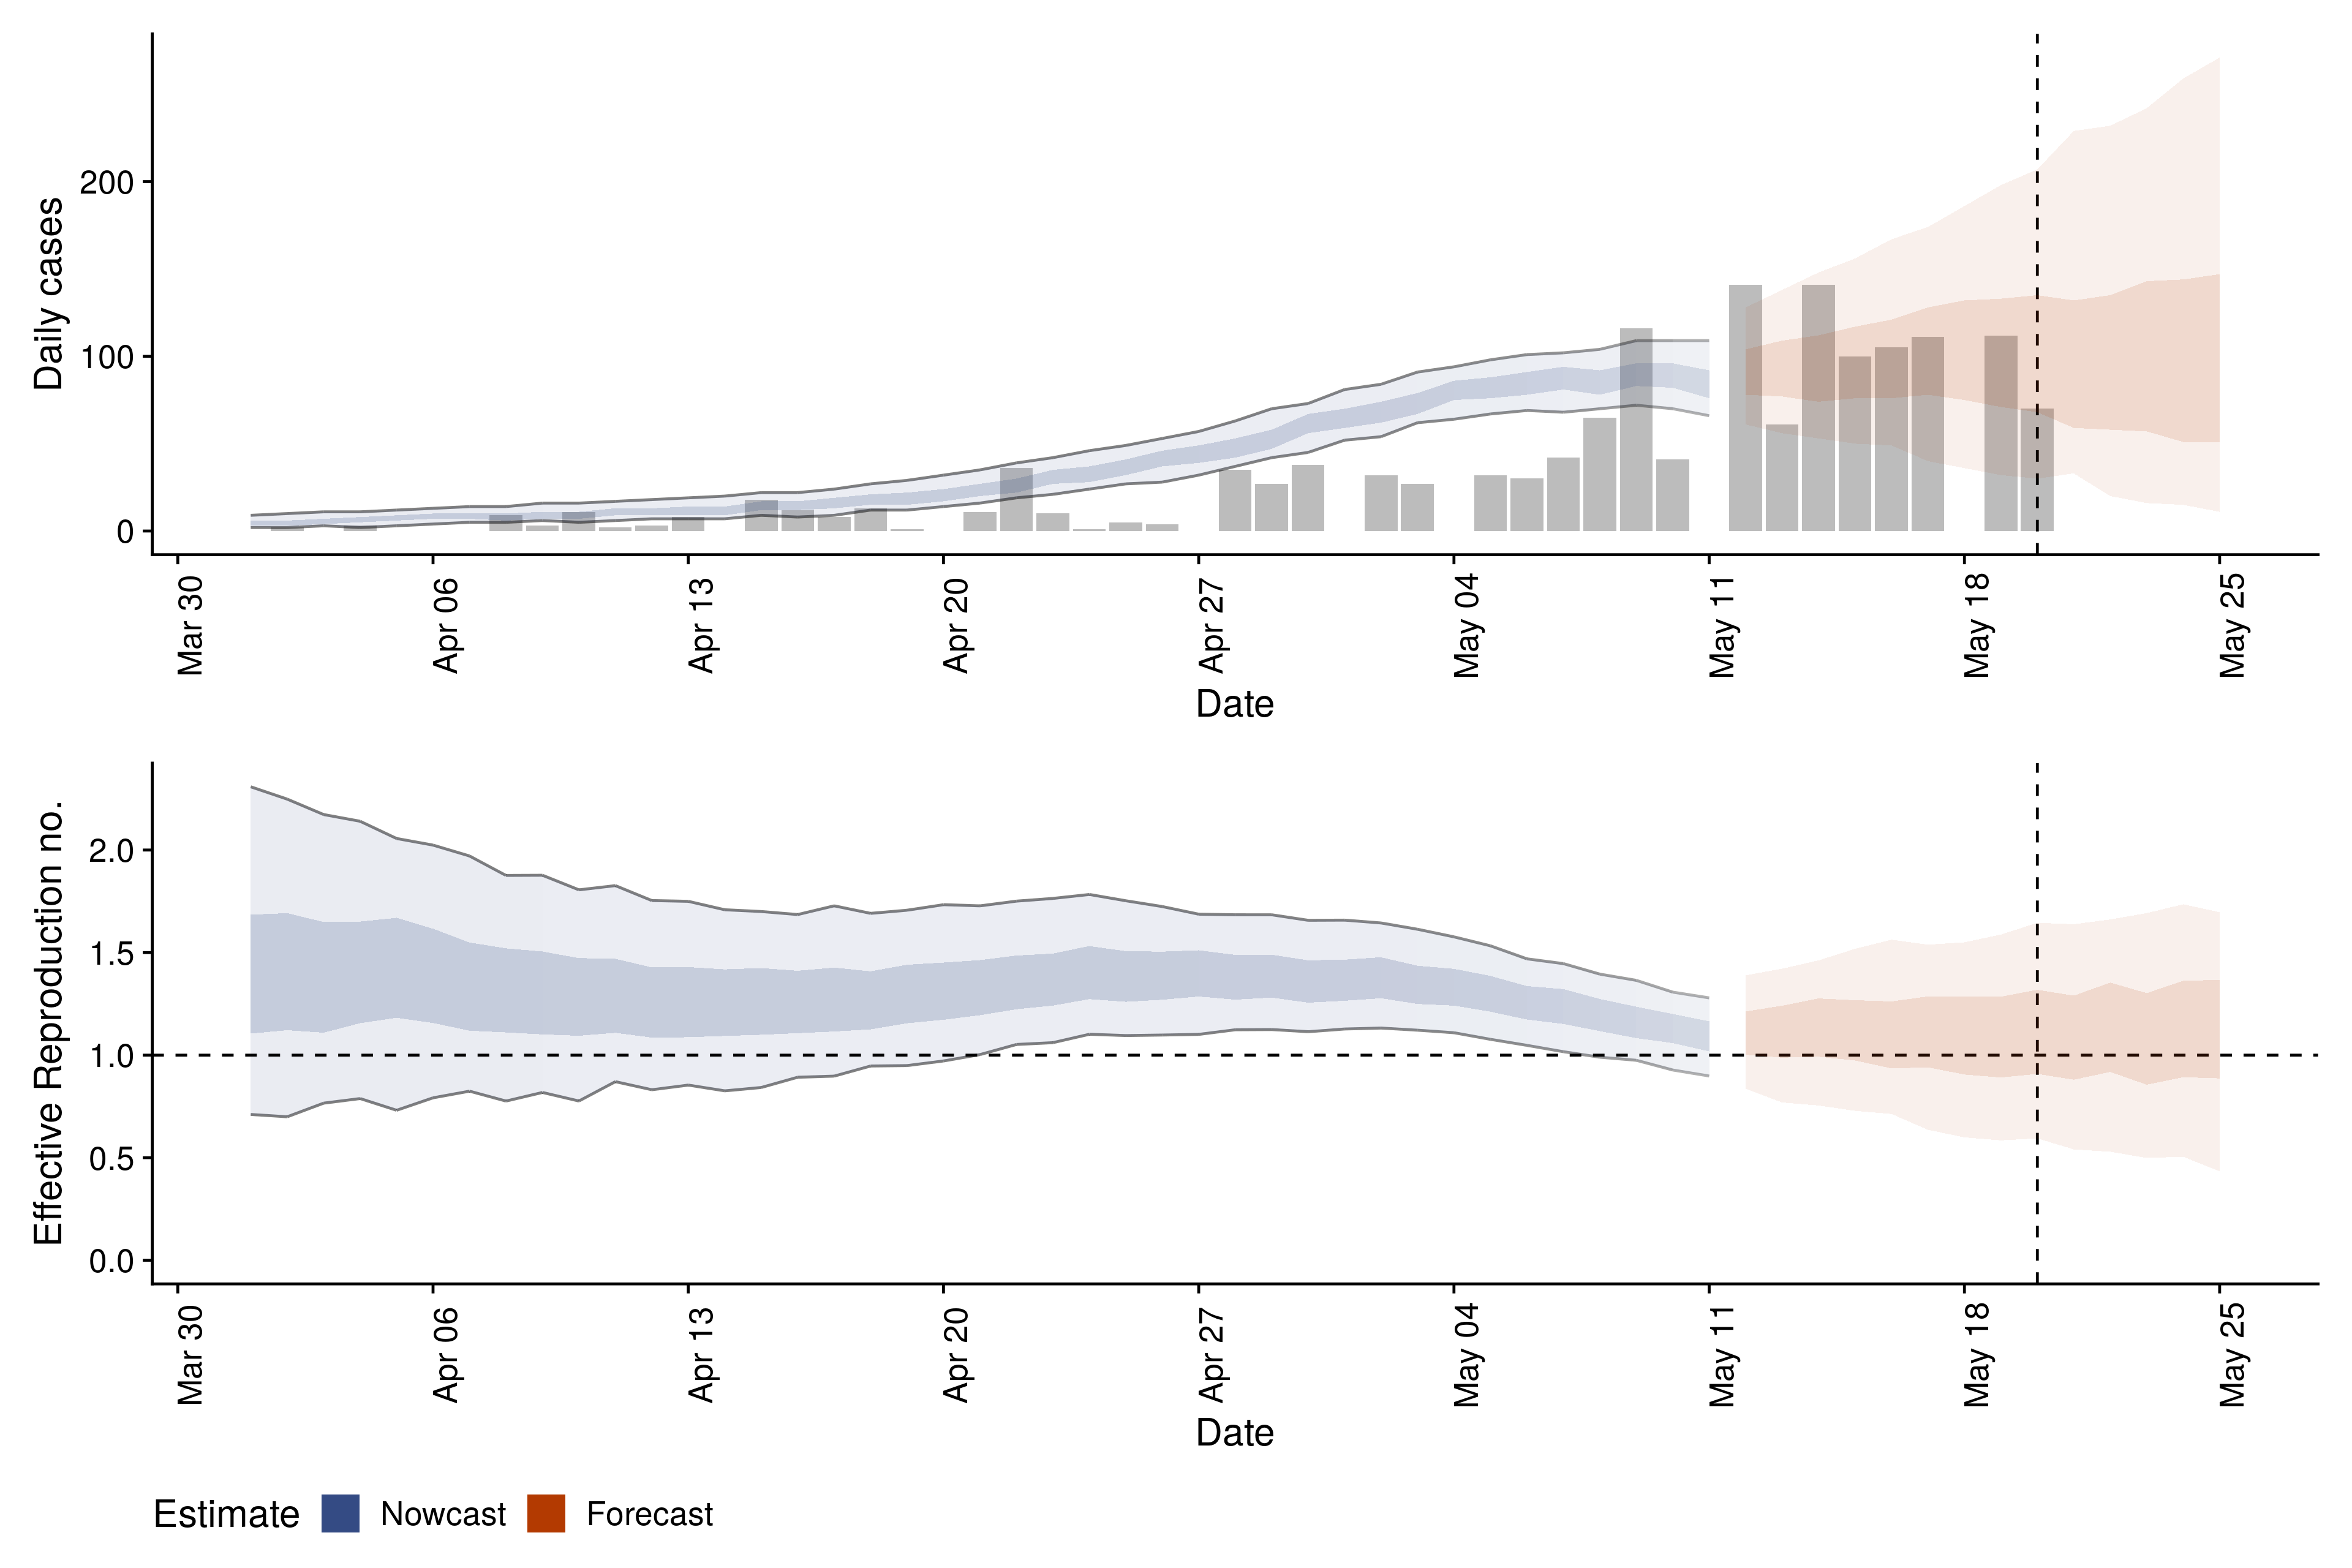 Daily cases
200
100
0
Mar 30
Apr 06
Apr 13
Apr 20
Apr 27
May 04
May 11
May 18
May 25
Date
Effective Reproduction no.
2.0
1.5
1.0
0.5
0.0
Mar 30
Apr 06
Apr 13
Apr 20
Apr 27
May 04
May 11
May 18
May 25
Date
Estimate Nowcast Forecast